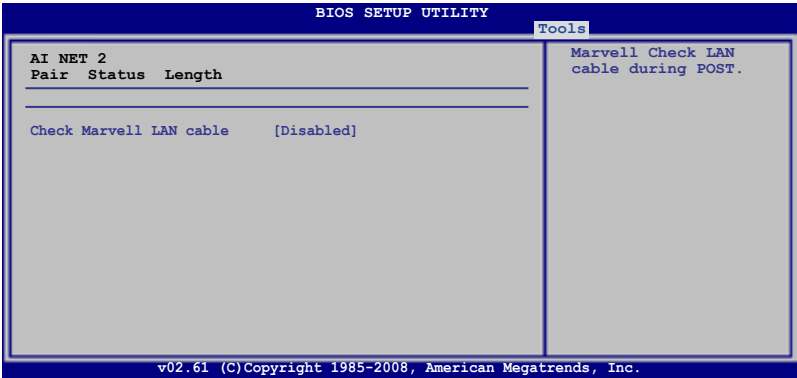 BIOS SETUP UTILITY
Tools
AI NET 2
Pair Status Length
Check Marvell LAN cable [Disabled]
Marvell Check LAN
cable during POST.
v02.61 (C)Copyright 1985-2008, American Megatrends, Inc.